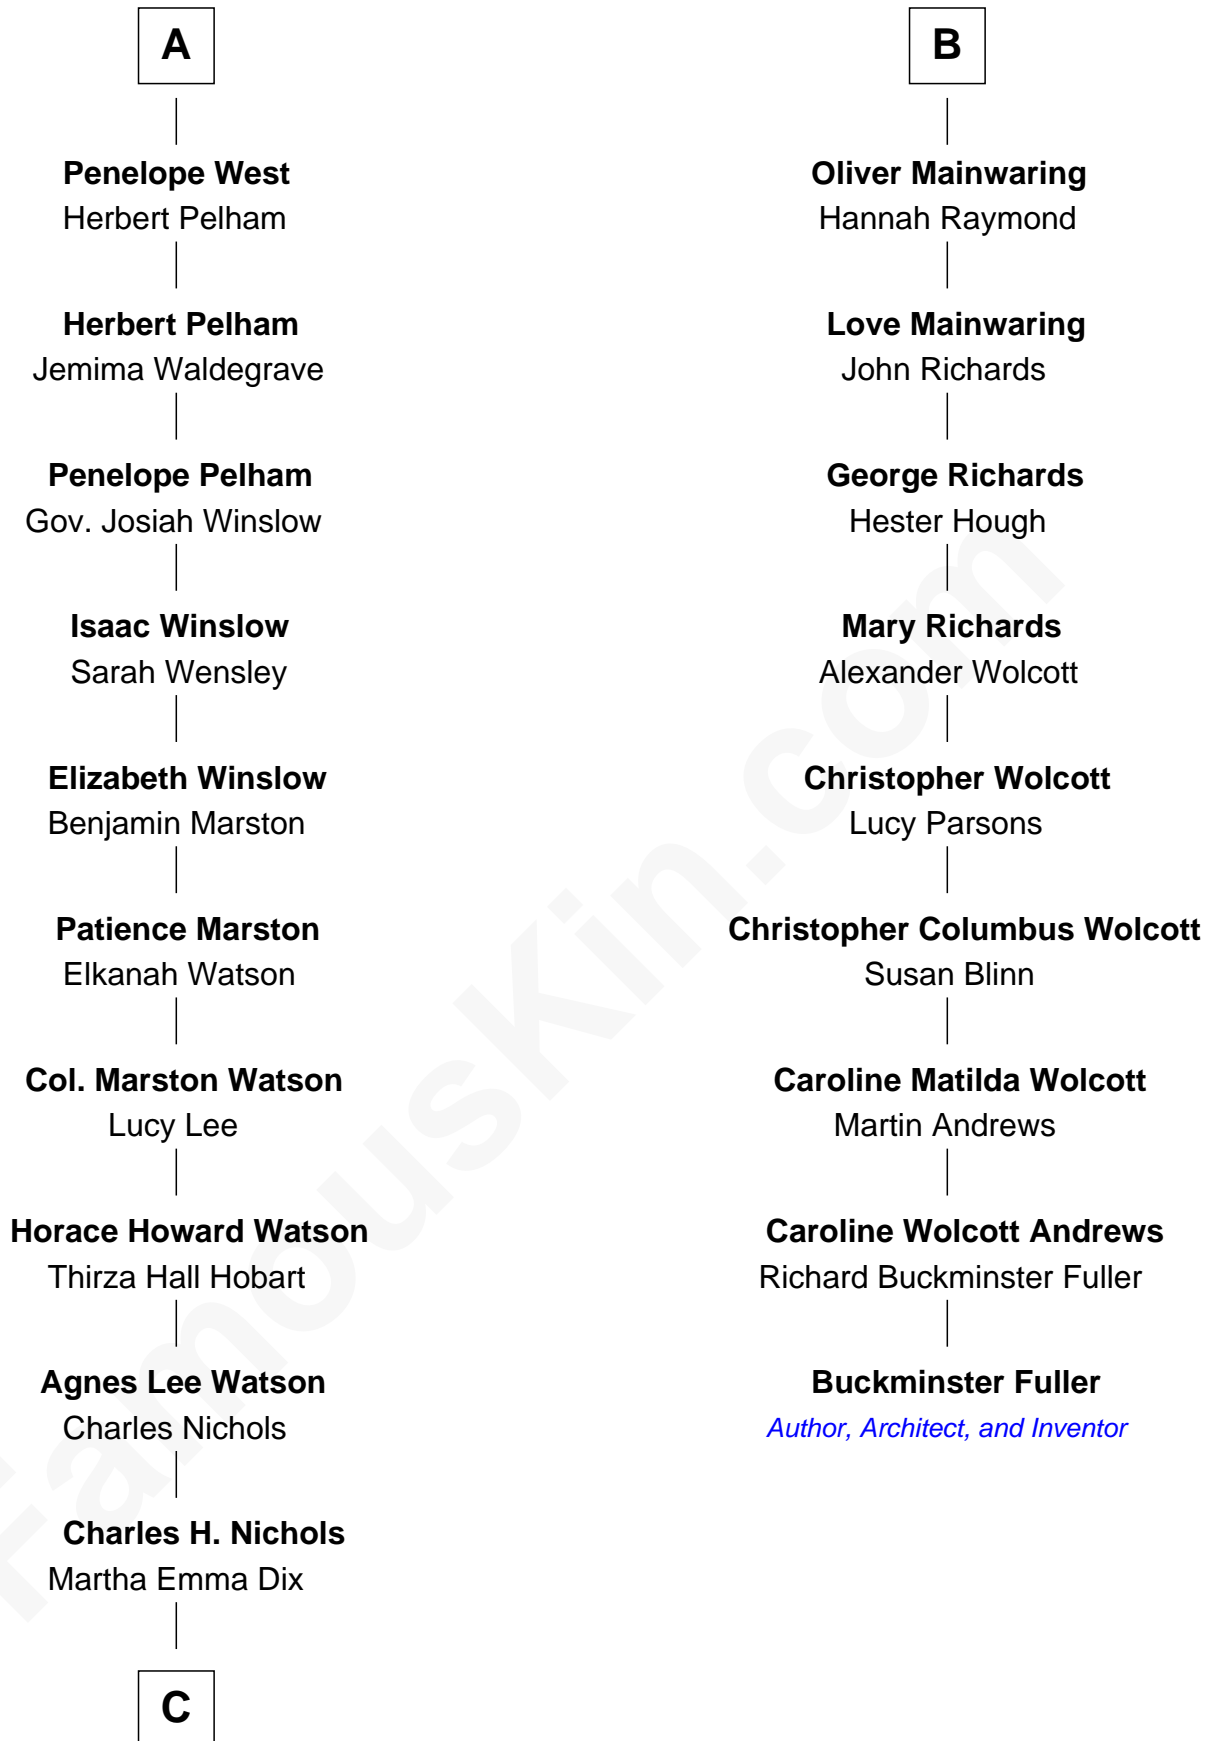 A
Penelope West
Herbert Pelham
Herbert Pelham
Jemima Waldegrave
Penelope Pelham
Gov. Josiah Winslow
Isaac Winslow
Sarah Wensley
Elizabeth Winslow
Benjamin Marston
Patience Marston
Elkanah Watson
Col. Marston Watson
Lucy Lee
Horace Howard Watson
Thirza Hall Hobart
Agnes Lee Watson
Charles Nichols
Charles H. Nichols
Martha Emma Dix
C
B
Oliver Mainwaring
Hannah Raymond
Love Mainwaring
John Richards
George Richards
Hester Hough
Mary Richards
Alexander Wolcott
Christopher Wolcott
Lucy Parsons
Christopher Columbus Wolcott
Susan Blinn
Caroline Matilda Wolcott
Martin Andrews
Caroline Wolcott Andrews
Richard Buckminster Fuller
Buckminster Fuller
Author, Architect, and Inventor
FamousKin.com